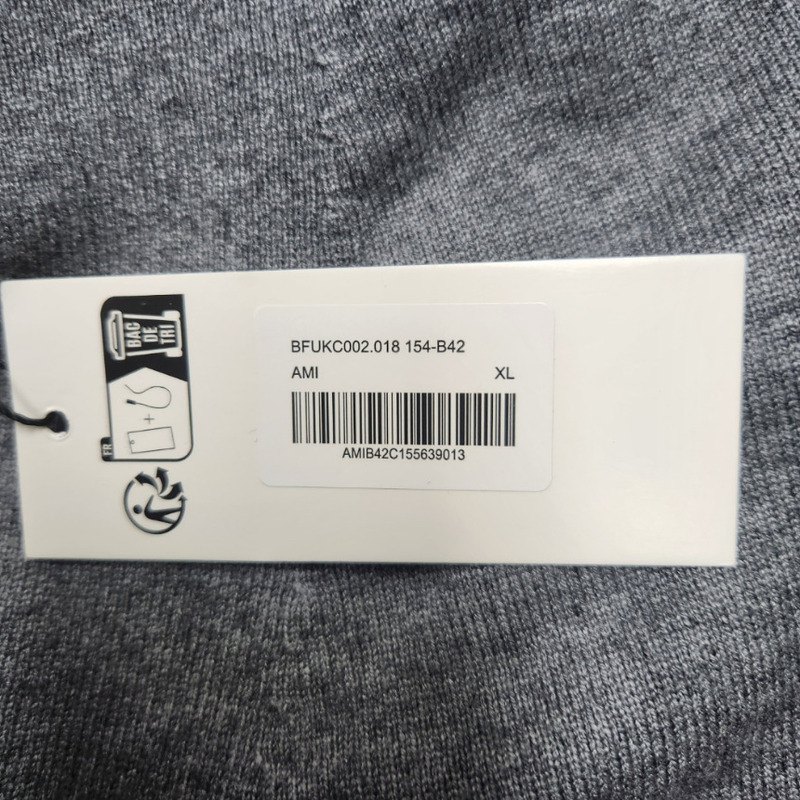 BAC
DE
TRI
FR
BFUKC002.018 154-B42
AMI XL
AMIB42C155639013